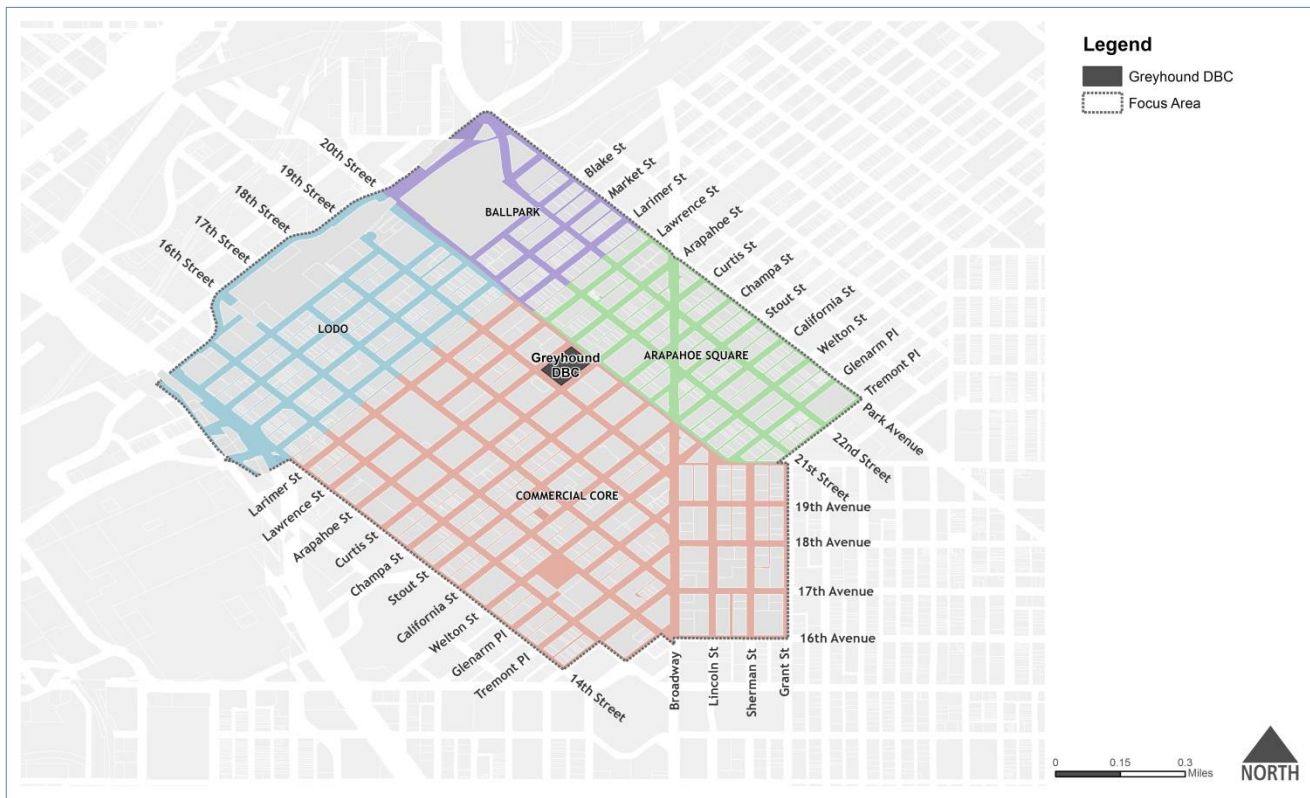 Legend
Greyhound DBC
Focus Area
20th Street
19th Street
18th Street
17th Street
16th Street
Blake St
Market St
Larimer St
Lawrence St
Arapahoe St
Curtis St
Champa St
Stout St
California St
Welton St
Glenarm Pl
Tremont Pl
Park Avenue
22nd Street
21st Street
BALLPARK
LODO
ARAPAHOE SQUARE
Greyhound
DBC
COMMERCIAL CORE
19th Avenue
18th Avenue
17th Avenue
16th Avenue
Larimer St
Lawrence St
Arapahoe St
Curtis St
Champa St
Stout St
California St
Welton St
Glenarm Pl
Tremont Pl
14th Street
Broadway
Lincoln St
Sherman St
Grant St
0 0.15 0.3
Miles
NORTH